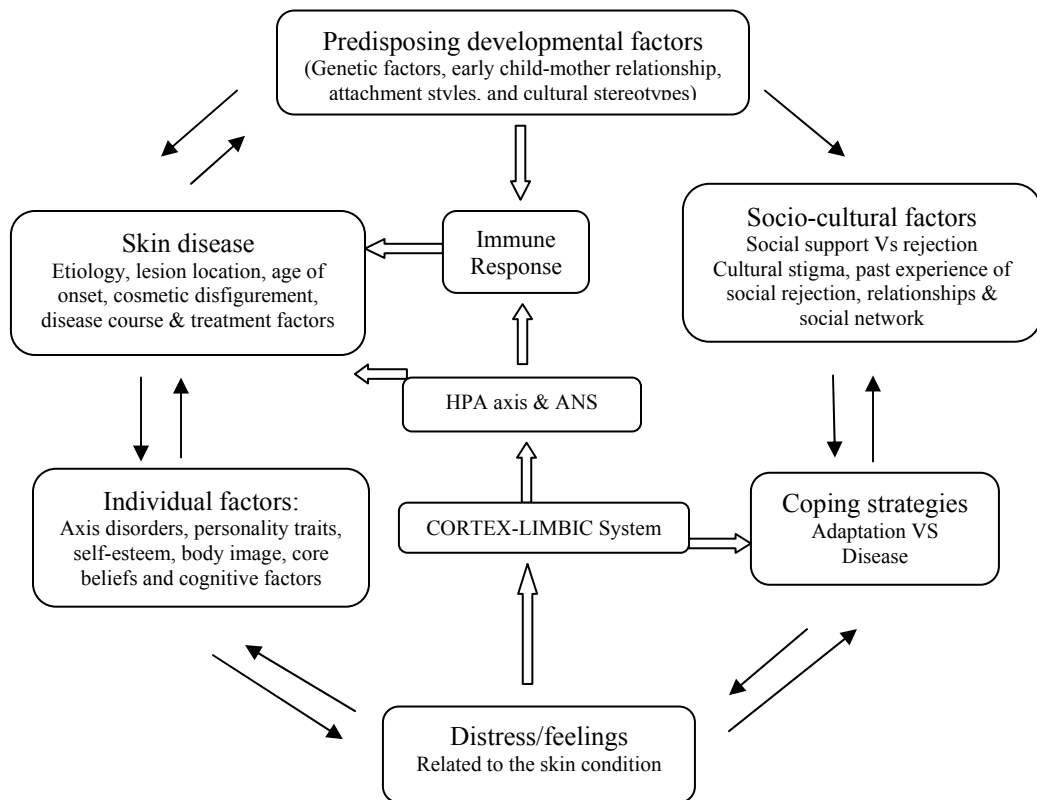 Predisposing developmental factors
(Genetic factors, early child-mother relationship,
attachment styles, and cultural stereotypes)
Skin disease
Etiology, lesion location, age of
onset, cosmetic disfigurement,
disease course & treatment factors
Immune
Response
Socio-cultural factors
Social support Vs rejection
Cultural stigma, past experience of
social rejection, relationships &
social network
HPA axis & ANS
Individual factors:
Axis disorders, personality traits,
self-esteem, body image, core
beliefs and cognitive factors
CORTEX-LIMBIC System
Coping strategies
Adaptation VS
Disease
Distress/feelings
Related to the skin condition